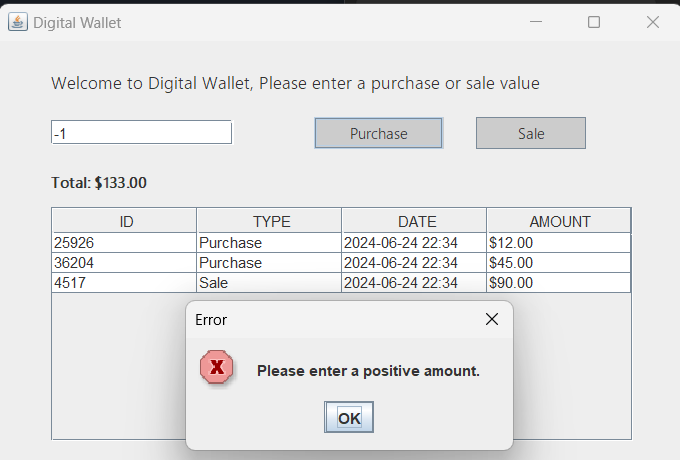 Digital Wallet
Welcome to Digital Wallet, Please enter a purchase or sale value
-1 Purchase Sale
Total: $133.00
ID TYPE DATE AMOUNT
25926 Purchase 2024-06-24 22:34 $12.00
36204 Purchase 2024-06-24 22:34 $45.00
4517 Sale 2024-06-24 22:34 $90.00
Error
X Please enter a positive amount.
OK